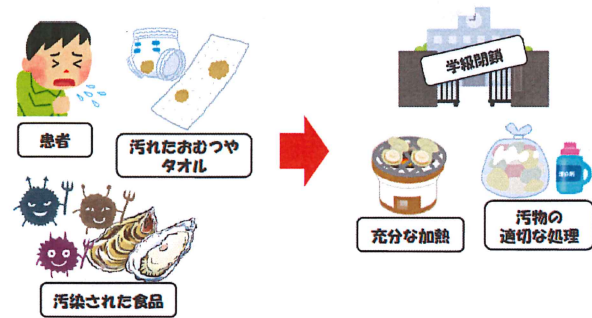 学級閉鎖
患者
汚れたおむつや
タオル
充分な加熱
汚物の
適切な処理
汚染された食品